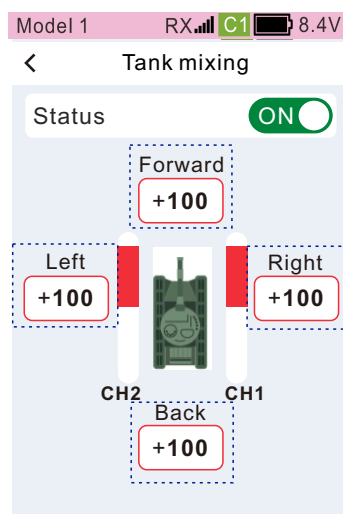 Model 1 RX C1 8.4V
< Tank mixing
Status ON
Forward
+100
Left Right
+100 +100
CH2 CH1
Back
+100